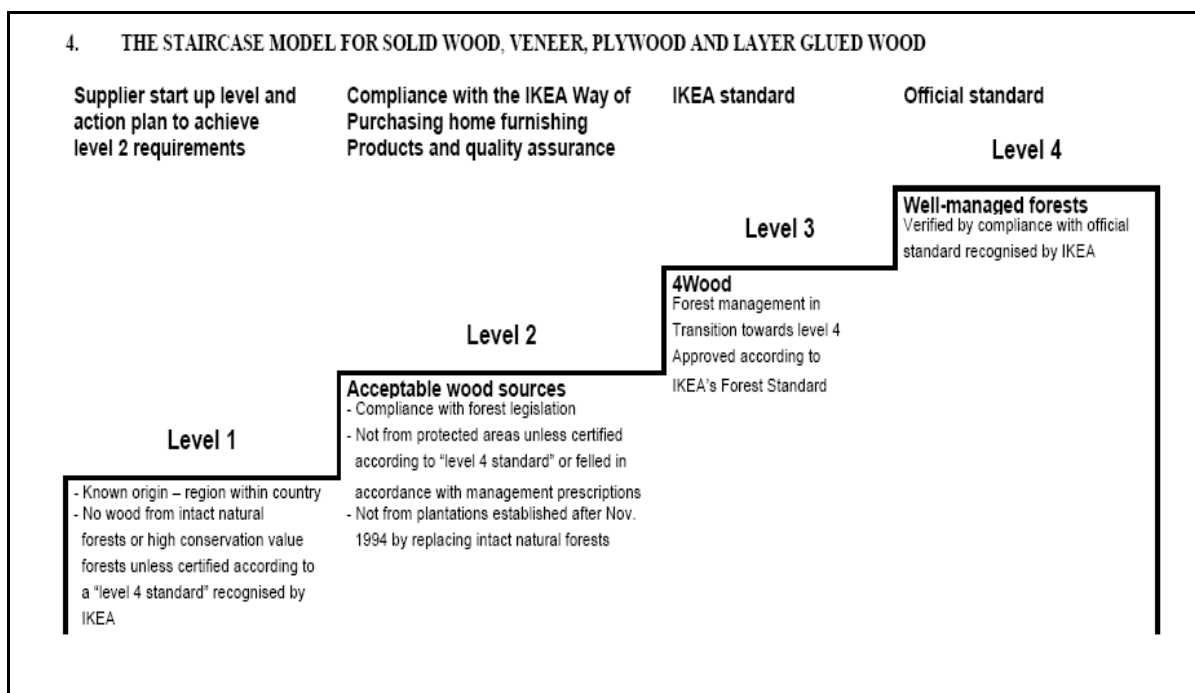 4. THE STAIRCASE MODEL FOR SOLID WOOD, VENEER, PLYWOOD AND LAYER GLUED WOOD
Supplier start up level and
action plan to achieve
level 2 requirements
Compliance with the IKEA Way of
Purchasing home furnishing
Products and quality assurance
IKEA standard
Official standard
Level 4
Well-managed forests
Verified by compliance with official
standard recognised by IKEA
Level 3
4Wood
Forest management in
Transition towards level 4
Approved according to
IKEA's Forest Standard
Level 2
Acceptable wood sources
- Compliance with forest legislation
- Not from protected areas unless certified
according to “level 4 standard” or felled in
accordance with management prescriptions
- Not from plantations established after Nov.
1994 by replacing intact natural forests
Level 1
- Known origin – region within country
- No wood from intact natural
forests or high conservation value
forests unless certified according to
a “level 4 standard” recognised by
IKEA